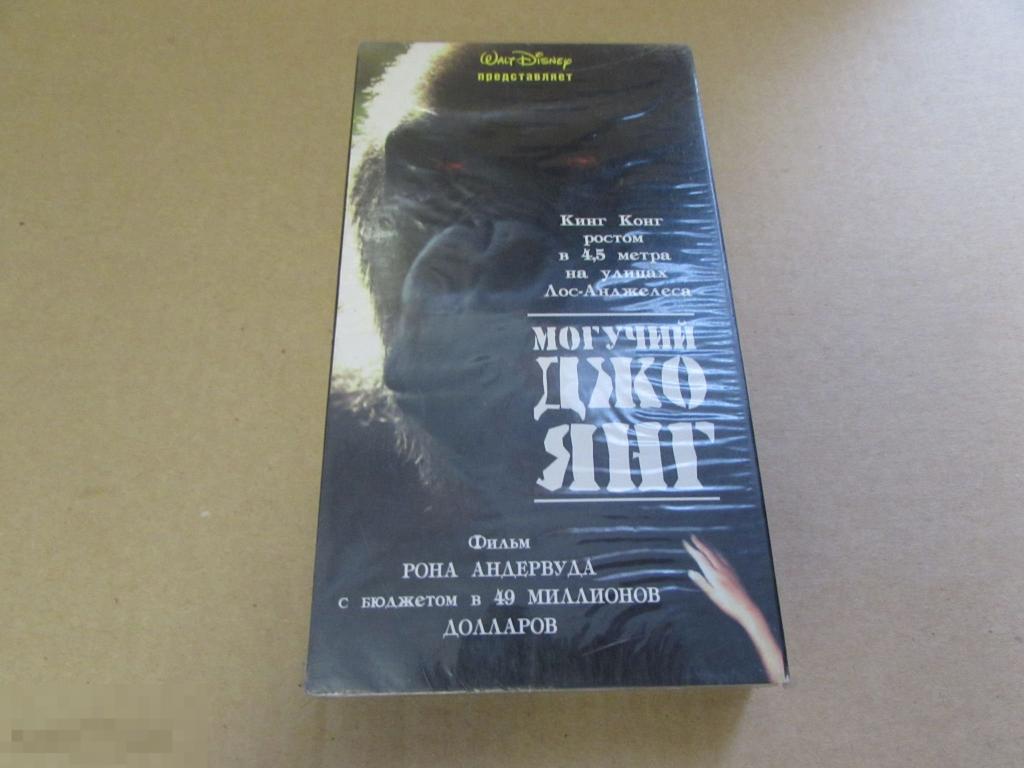 WALT DISNEY
представляет
Кинг Конг
ростом
в 4,5 метра
на улицах
Лос-Анджелеса
МОГУЧИЙ
ДЖО
ЯНГ
Фильм
РОНА АНДЕРВУДА
с бюджетом в 49 МИЛЛИОНОВ
ДОЛЛАРОВ